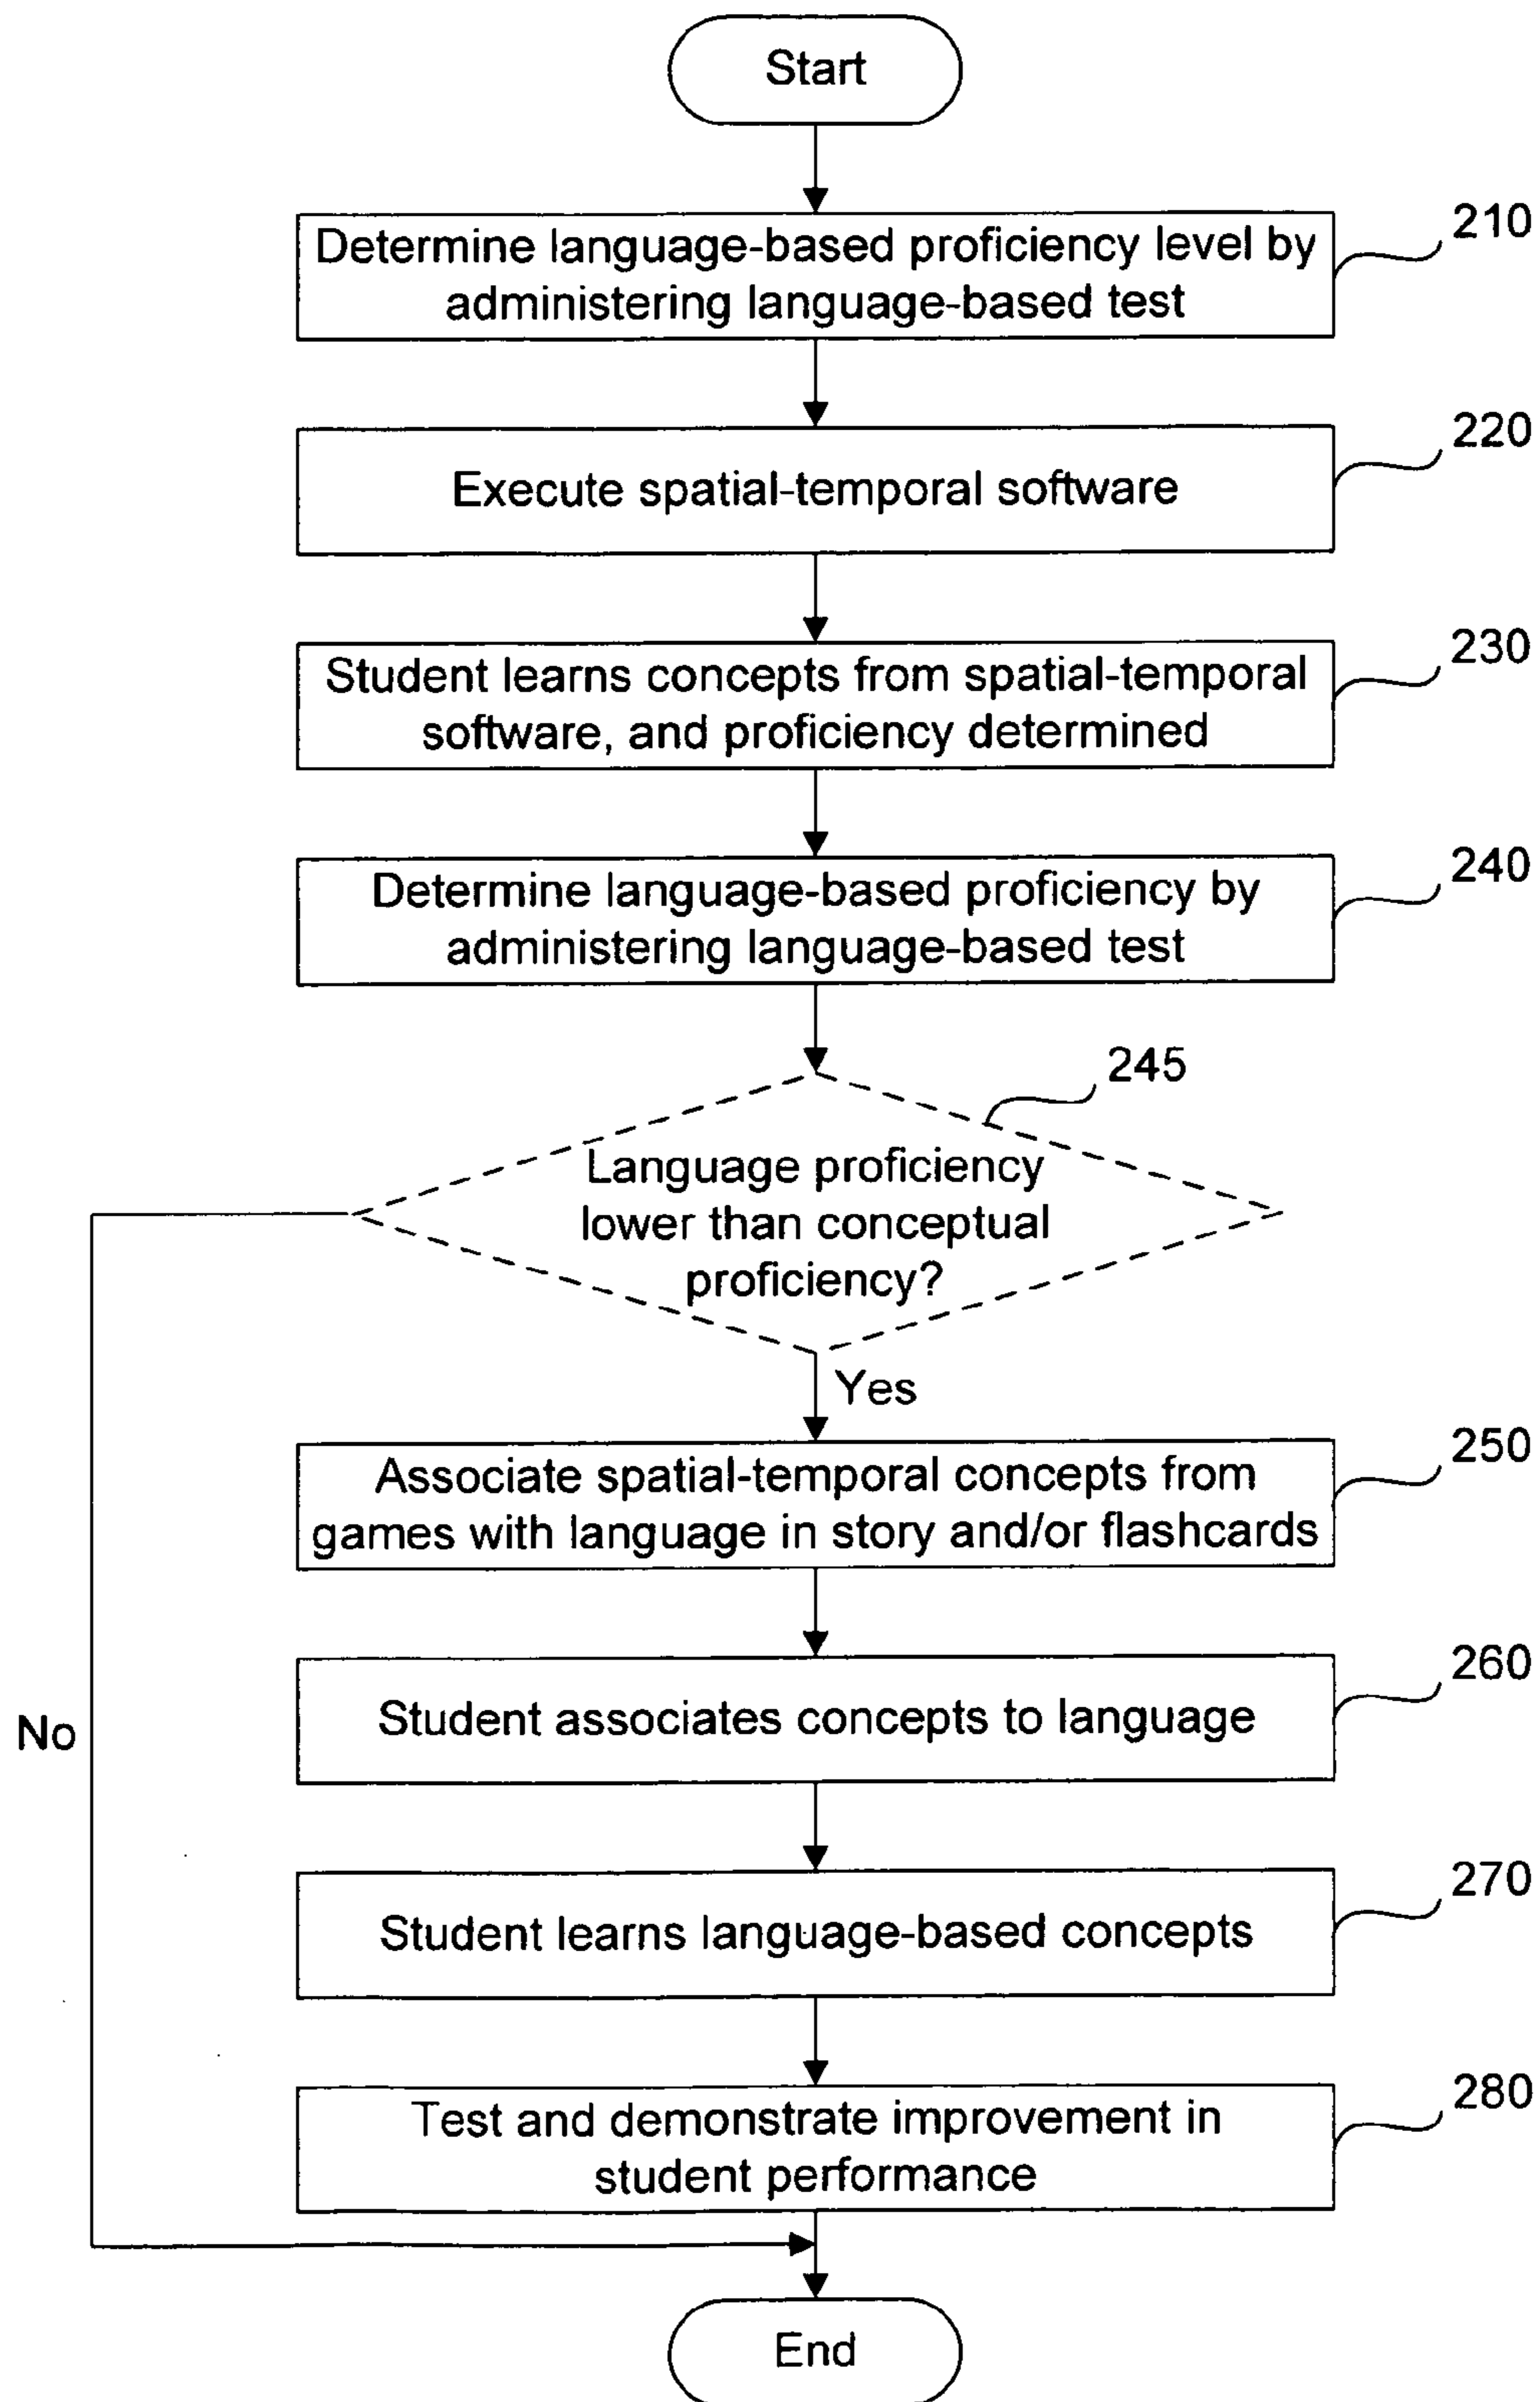 Start
Determine language-based proficiency level by
administering language-based test
210
Execute spatial-temporal software
220
Student learns concepts from spatial-temporal
software, and proficiency determined
230
Determine language-based proficiency by
administering language-based test
240
245
Language proficiency
lower than conceptual
proficiency?
Yes
Associate spatial-temporal concepts from
games with language in story and/or flashcards
250
Student associates concepts to language
260
No
Student learns language-based concepts
270
Test and demonstrate improvement in
student performance
280
End